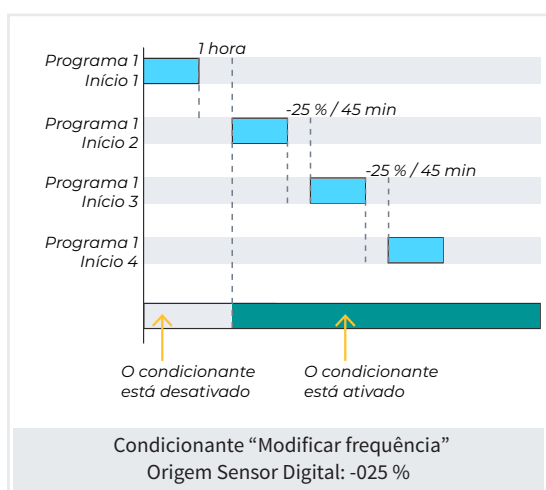 1 hora
Programa 1
Início 1
-25 % / 45 min
Programa 1
Início 2
-25 % / 45 min
Programa 1
Início 3
Programa 1
Início 4
O condicionante
está desativado
O condicionante
está ativado
Condicionante “Modificar frequência”
Origem Sensor Digital: -025 %